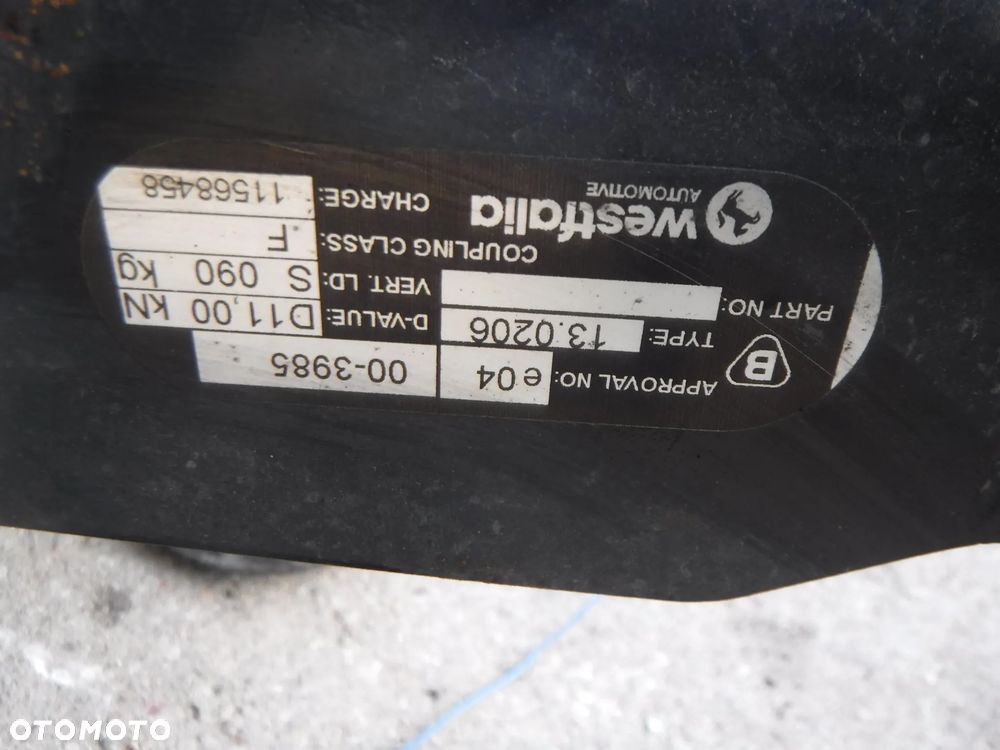 APPROVAL NO: e04 00-3985
TYPE: 13.0206 D-VALUE: D11,00 kN
PART NO: VERT. LD: S 090 kg
COUPLING CLASS: F
westfalia
AUTOMOTIVE
CHARGE: 11568458
B
OTOMOTO